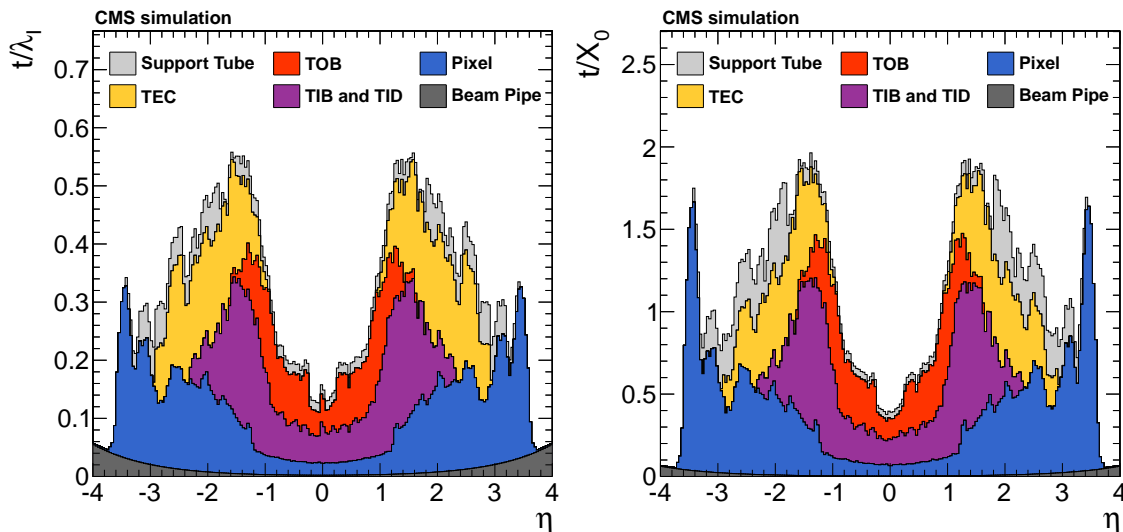 CMS simulation
t/λ_I
Support Tube TOB Pixel
TEC TIB and TID Beam Pipe
0.7
0.6
0.5
0.4
0.3
0.2
0.1
0
-4 -3 -2 -1 0 1 2 3 4
η
CMS simulation
t/X_0
Support Tube TOB Pixel
TEC TIB and TID Beam Pipe
2.5
2
1.5
1
0.5
0
-4 -3 -2 -1 0 1 2 3 4
η